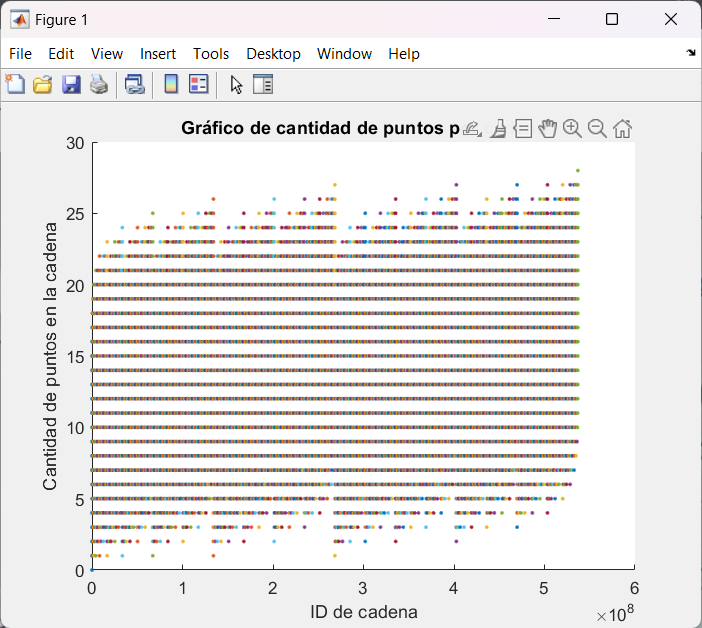 Figure 1
File Edit View Insert Tools Desktop Window Help
Gráfico de cantidad de puntos p
30
25
20
15
10
5
0
Cantidad de puntos en la cadena
0 1 2 3 4 5 6
ID de cadena
×10^8